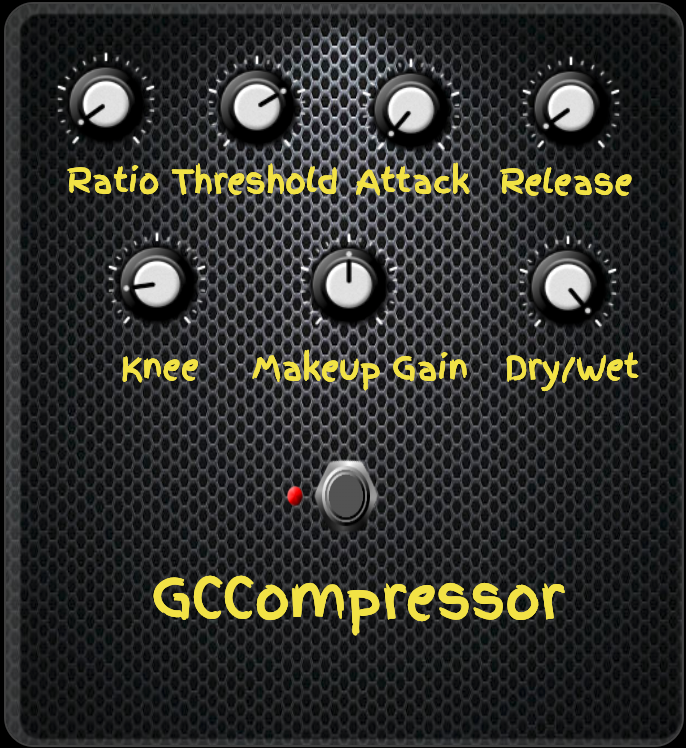 Ratio Threshold Attack Release
Knee Makeup Gain Dry/Wet
GCCompressor